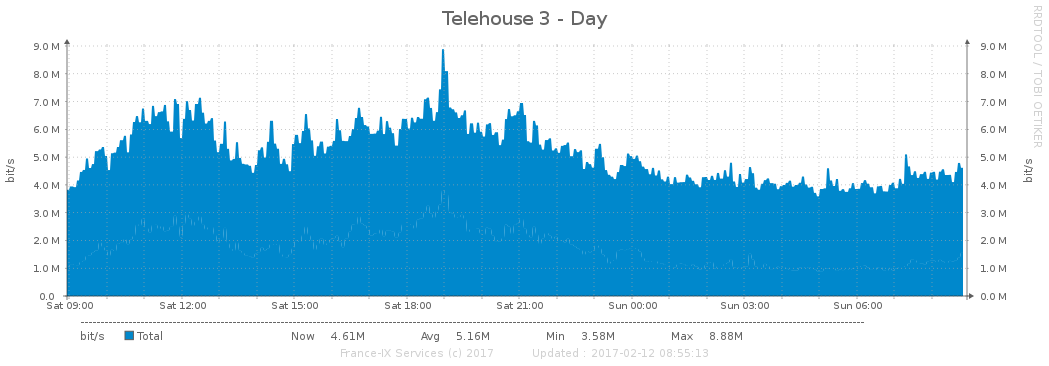 Telehouse 3 - Day
RRDTOOL / TOBI OETIKER
bit/s
9.0 M 9.0 M
8.0 M 8.0 M
7.0 M 7.0 M
6.0 M 6.0 M
5.0 M 5.0 M
4.0 M 4.0 M
3.0 M 3.0 M
2.0 M 2.0 M
1.0 M 1.0 M
0.0 0.0 M
bit/s
Sat 09:00 Sat 12:00 Sat 15:00 Sat 18:00 Sat 21:00 Sun 00:00 Sun 03:00 Sun 06:00
bit/s Total Now 4.61M Avg 5.16M Min 3.58M Max 8.88M
France-IX Services (c) 2017 Updated : 2017-02-12 08:55:13